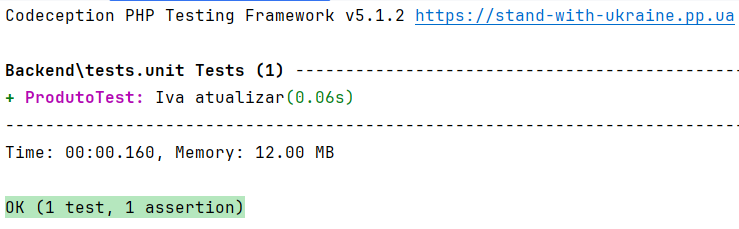 Codeception PHP Testing Framework v5.1.2 https://stand-with-ukraine.pp.ua
Backend\tests.unit Tests (1) --------------------------------------------
+ ProdutoTest: Iva atualizar(0.06s)
-------------------------------------------------------------------------
Time: 00:00.160, Memory: 12.00 MB
OK (1 test, 1 assertion)